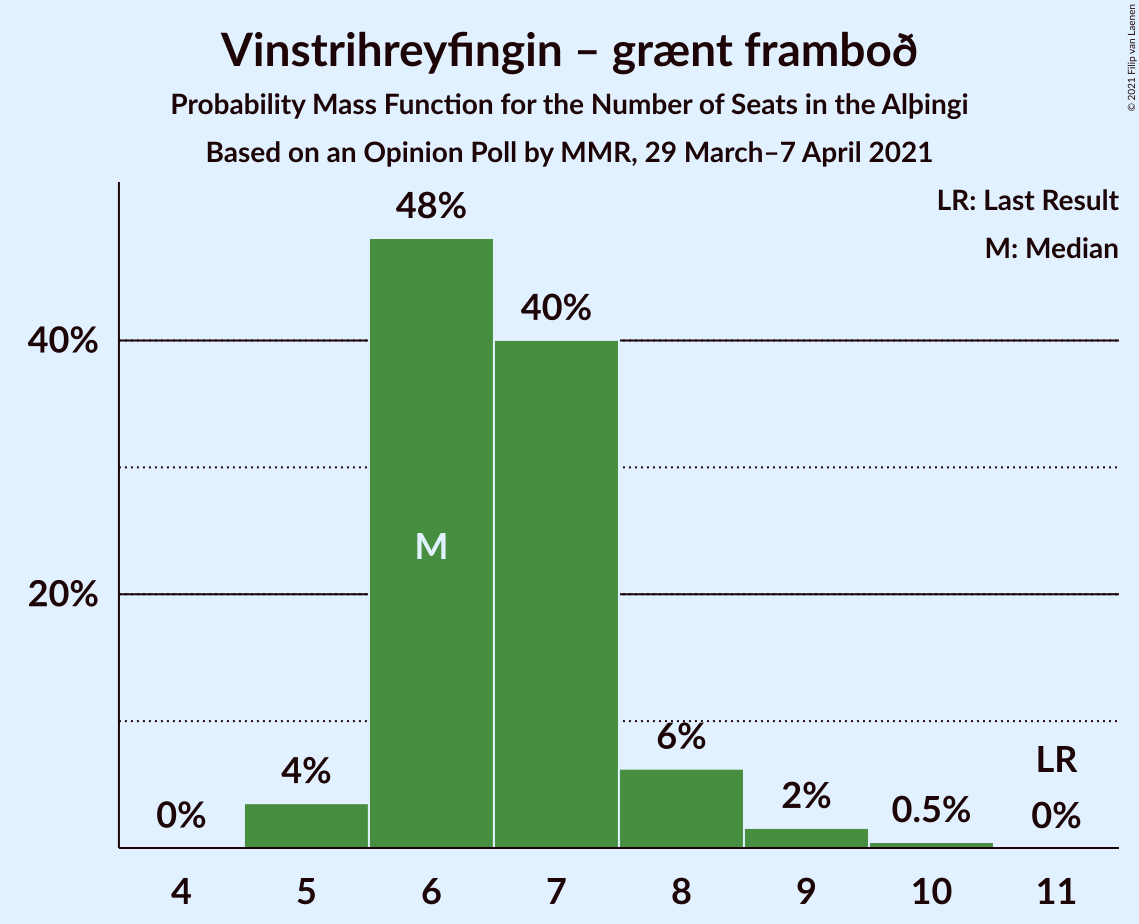 Vinstrihreyfingin – grænt framboð
Probability Mass Function for the Number of Seats in the Alþingi
Based on an Opinion Poll by MMR, 29 March–7 April 2021
© 2021 Filip van Laenen
LR: Last Result
M: Median
48%
40%
40%
M
20%
6%
4%
LR
2%
0%
0.5%
0%
4 5 6 7 8 9 10 11